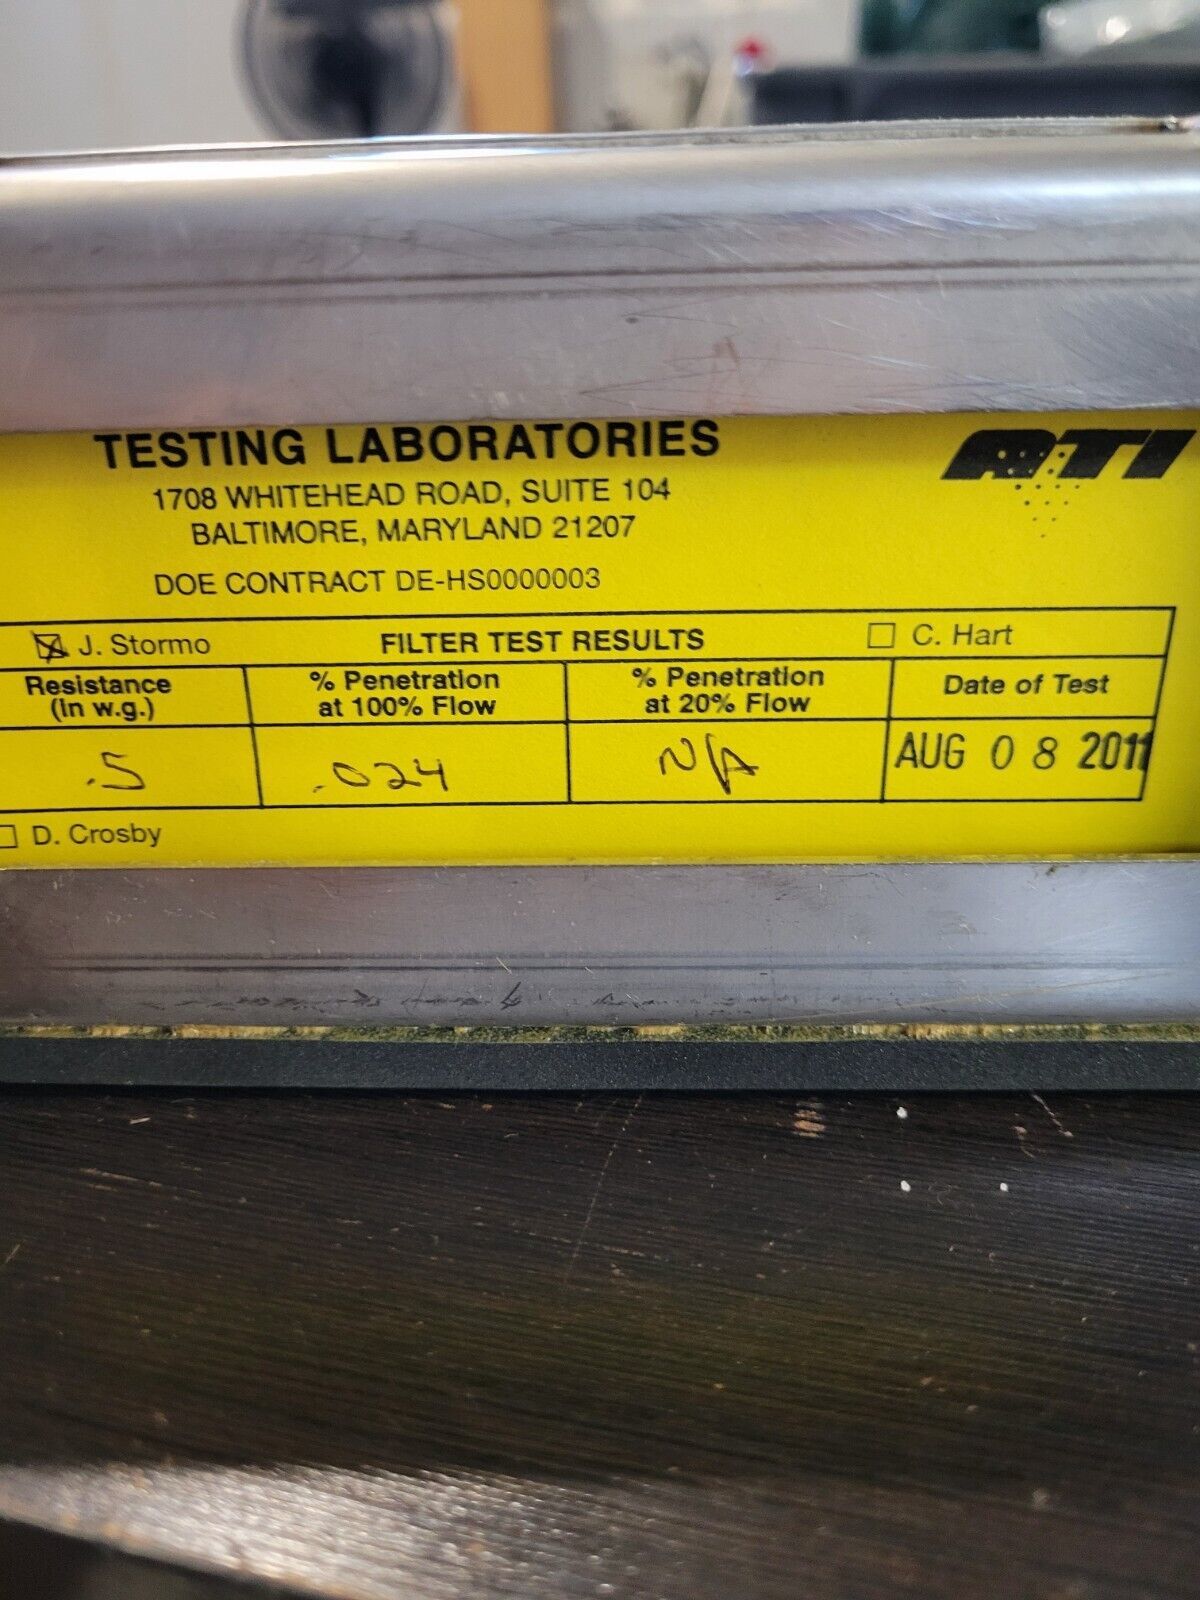 TESTING LABORATORIES
ATI
1708 WHITEHEAD ROAD, SUITE 104
BALTIMORE, MARYLAND 21207
DOE CONTRACT DE-HS0000003
J. Stormo FILTER TEST RESULTS C. Hart
Resistance
(In w.g.)
% Penetration
at 100% Flow
% Penetration
at 20% Flow
Date of Test
.5 .024 N/A AUG 08 2011
D. Crosby